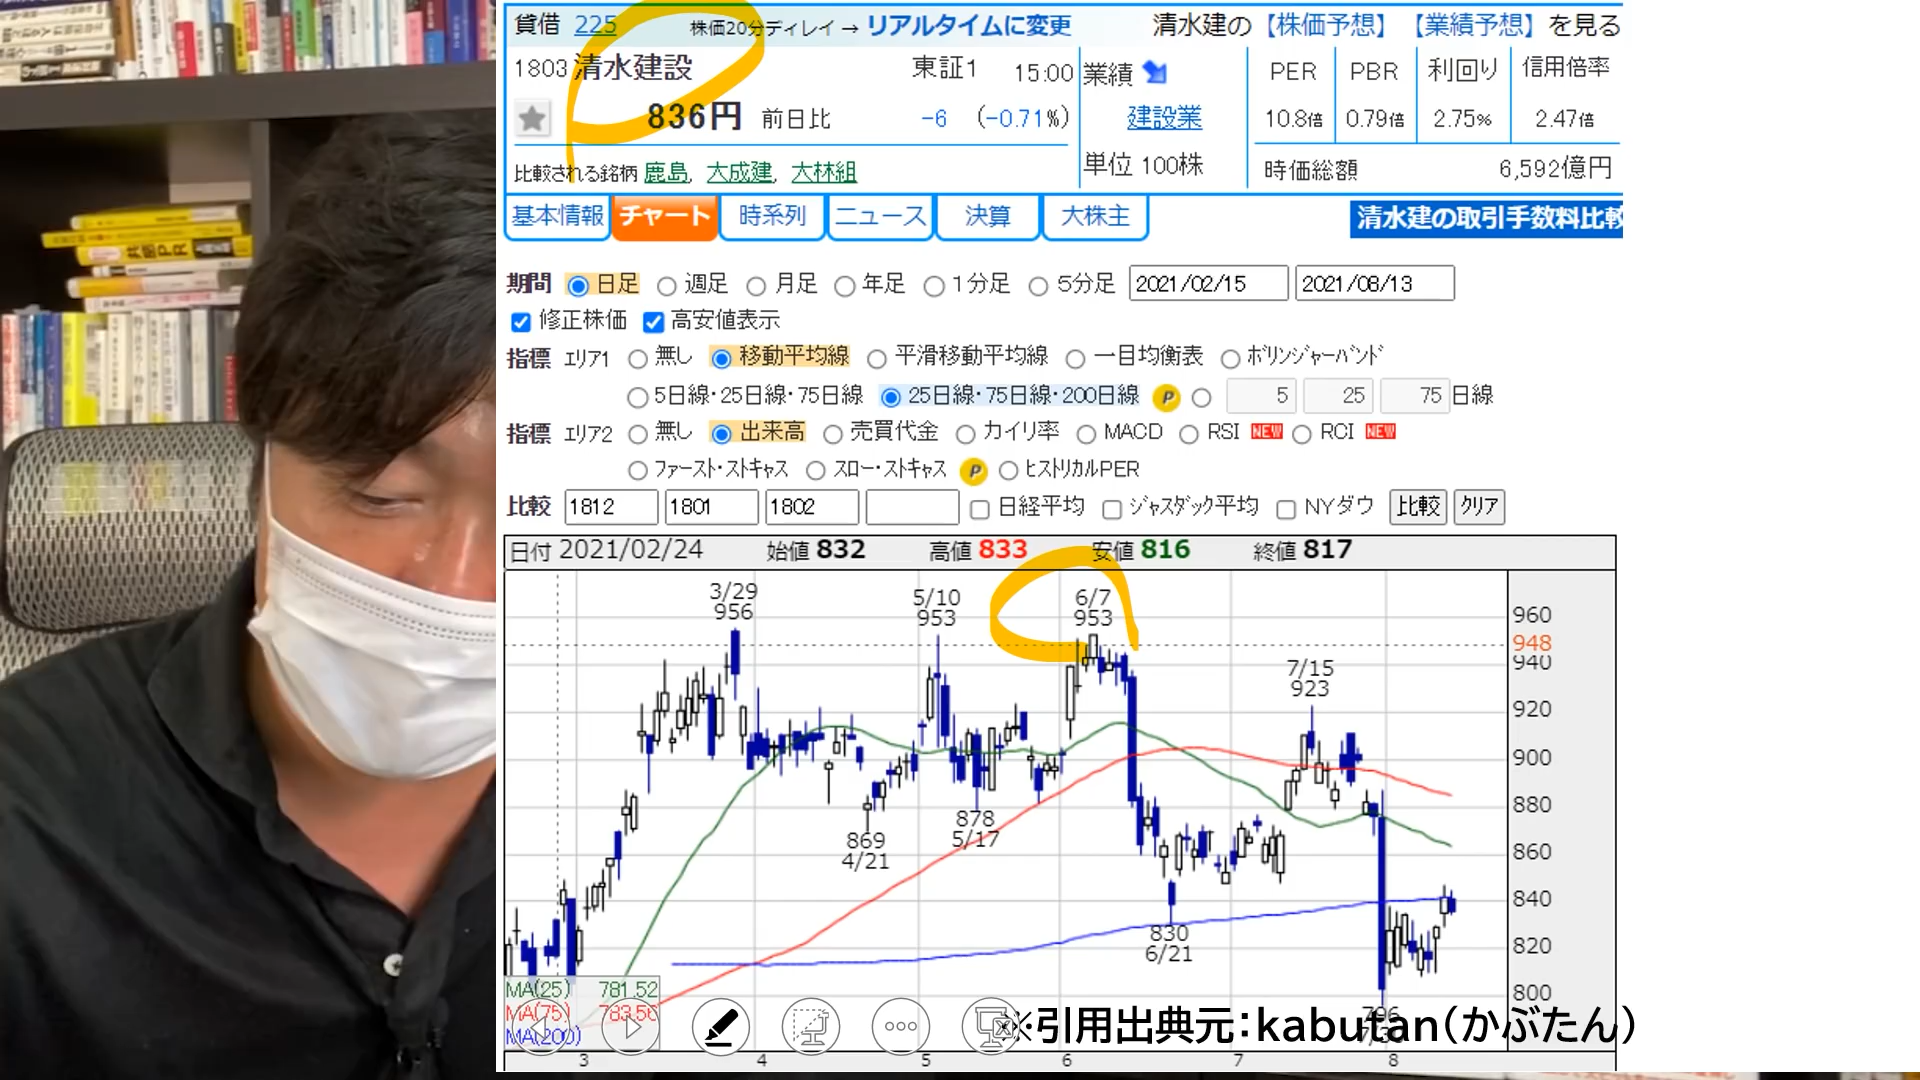 貸借 225 株価20分ディレイ → リアルタイムに変更 清水建の【株価予想】【業績予想】を見る
1803 清水建設 東証1 15:00 業績 PER PBR 利回り 信用倍率
836円 前日比 -6 (-0.71%) 建設業 10.8倍 0.79倍 2.75% 2.47倍
比較される銘柄 鹿島, 大成建, 大林組 単位 100株 時価総額 6,592億円
基本情報 チャート 時系列 ニュース 決算 大株主 清水建の取引手数料比較
期間 日足 週足 月足 年足 1分足 5分足 2021/02/15 2021/08/13
修正株価 高安値表示
指標 エリア1 無し 移動平均線 平滑移動平均線 一目均衡表 ボリンジャーバンド
5日線・25日線・75日線 25日線・75日線・200日線 P 5 25 75 日線
指標 エリア2 無し 出来高 売買代金 カイリ率 MACD RSI NEW RCI NEW
ファースト・ストキャス スロー・ストキャス P ヒストリカルPER
比較 1812 1801 1802 日経平均 ジャスダック平均 NYダウ 比較 クリア
日付 2021/02/24 始値 832 高値 833 安値 816 終値 817
3/29
956
5/10
953
6/7
953
7/15
923
869
4/21
878
5/17
830
6/21
796
960
948
940
920
900
880
860
840
820
800
MA(25) 781.52
MA(75) 783.56
MA(200)
※引用出典元：kabutan（かぶたん）
3 4 5 6 7 8
共感PR